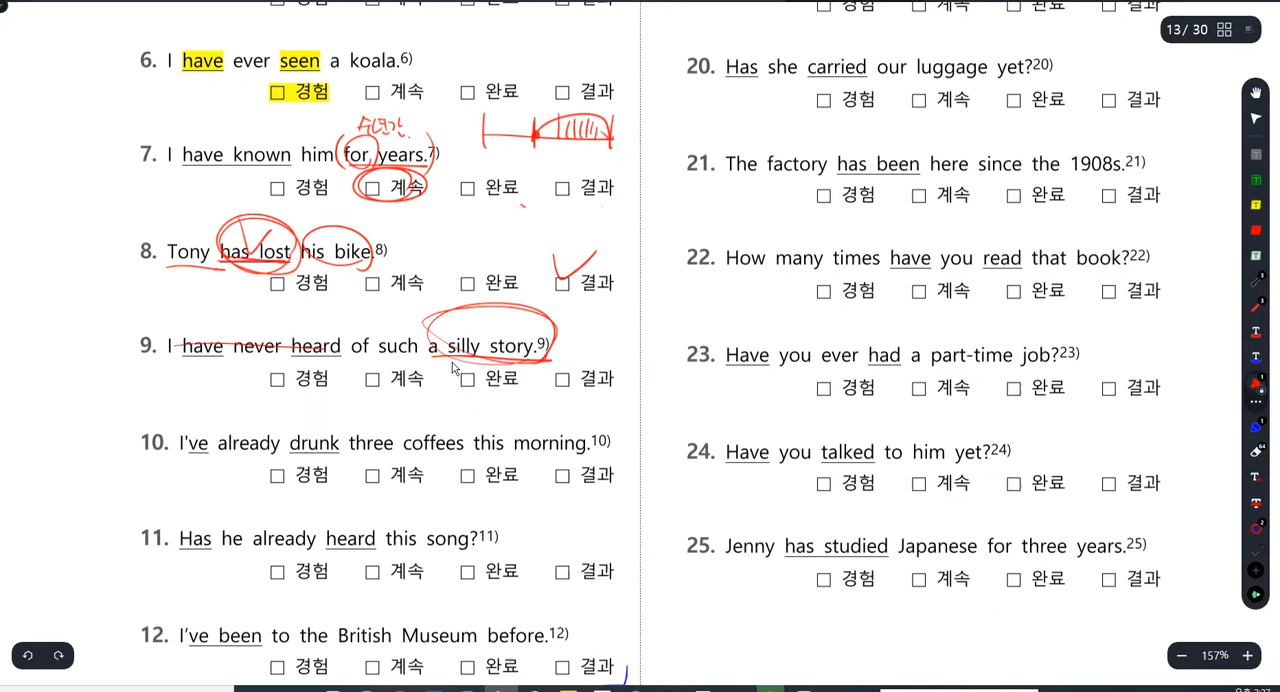 6. I have ever seen a koala.6)
□ 경험 □ 계속 □ 완료 □ 결과
수년간
7. I have known him for years.7)
□ 경험 □ 계속 □ 완료 □ 결과
8. Tony has lost his bike.8)
□ 경험 □ 계속 □ 완료 □ 결과
9. I have never heard of such a silly story.9)
□ 경험 □ 계속 □ 완료 □ 결과
10. I've already drunk three coffees this morning.10)
□ 경험 □ 계속 □ 완료 □ 결과
11. Has he already heard this song?11)
□ 경험 □ 계속 □ 완료 □ 결과
12. I've been to the British Museum before.12)
□ 경험 □ 계속 □ 완료 □ 결과
20. Has she carried our luggage yet?20)
□ 경험 □ 계속 □ 완료 □ 결과
21. The factory has been here since the 1908s.21)
□ 경험 □ 계속 □ 완료 □ 결과
22. How many times have you read that book?22)
□ 경험 □ 계속 □ 완료 □ 결과
23. Have you ever had a part-time job?23)
□ 경험 □ 계속 □ 완료 □ 결과
24. Have you talked to him yet?24)
□ 경험 □ 계속 □ 완료 □ 결과
25. Jenny has studied Japanese for three years.25)
□ 경험 □ 계속 □ 완료 □ 결과
13 / 30
157%